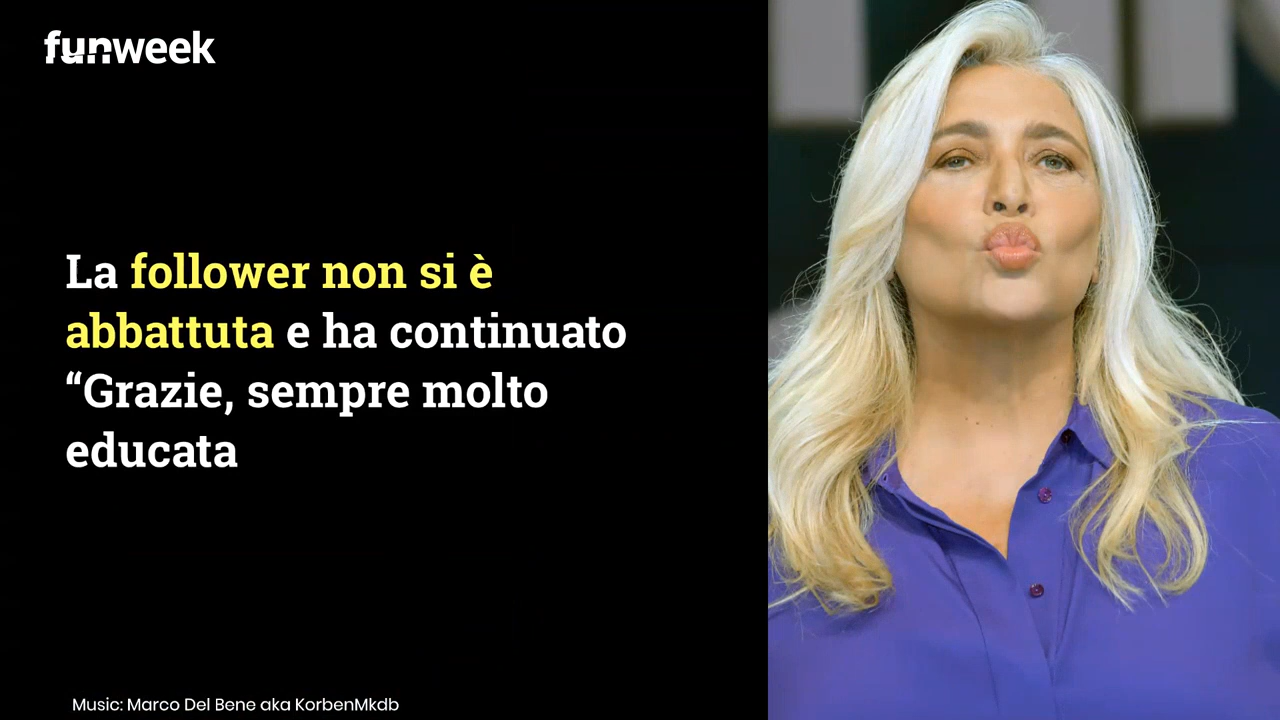 funweek
La follower non si è
abbattuta e ha continuato
“Grazie, sempre molto
educata
Music: Marco Del Bene aka KorbenMkdb